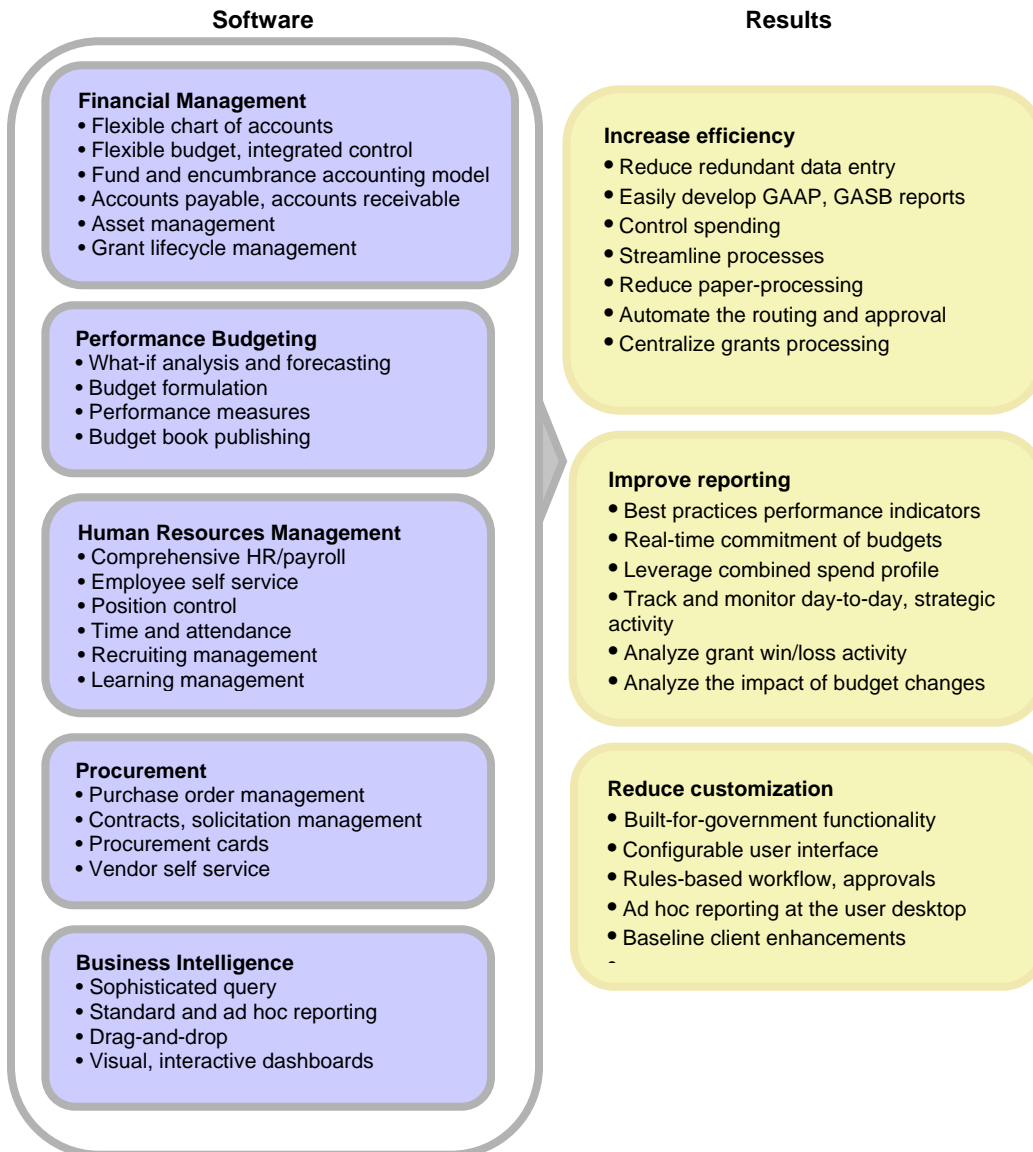 Software
Financial Management
• Flexible chart of accounts
• Flexible budget, integrated control
• Fund and encumbrance accounting model
• Accounts payable, accounts receivable
• Asset management
• Grant lifecycle management
Performance Budgeting
• What-if analysis and forecasting
• Budget formulation
• Performance measures
• Budget book publishing
Human Resources Management
• Comprehensive HR/payroll
• Employee self service
• Position control
• Time and attendance
• Recruiting management
• Learning management
Procurement
• Purchase order management
• Contracts, solicitation management
• Procurement cards
• Vendor self service
Business Intelligence
• Sophisticated query
• Standard and ad hoc reporting
• Drag-and-drop
• Visual, interactive dashboards
Results
Increase efficiency
• Reduce redundant data entry
• Easily develop GAAP, GASB reports
• Control spending
• Streamline processes
• Reduce paper-processing
• Automate the routing and approval
• Centralize grants processing
Improve reporting
• Best practices performance indicators
• Real-time commitment of budgets
• Leverage combined spend profile
• Track and monitor day-to-day, strategic
activity
• Analyze grant win/loss activity
• Analyze the impact of budget changes
Reduce customization
• Built-for-government functionality
• Configurable user interface
• Rules-based workflow, approvals
• Ad hoc reporting at the user desktop
• Baseline client enhancements